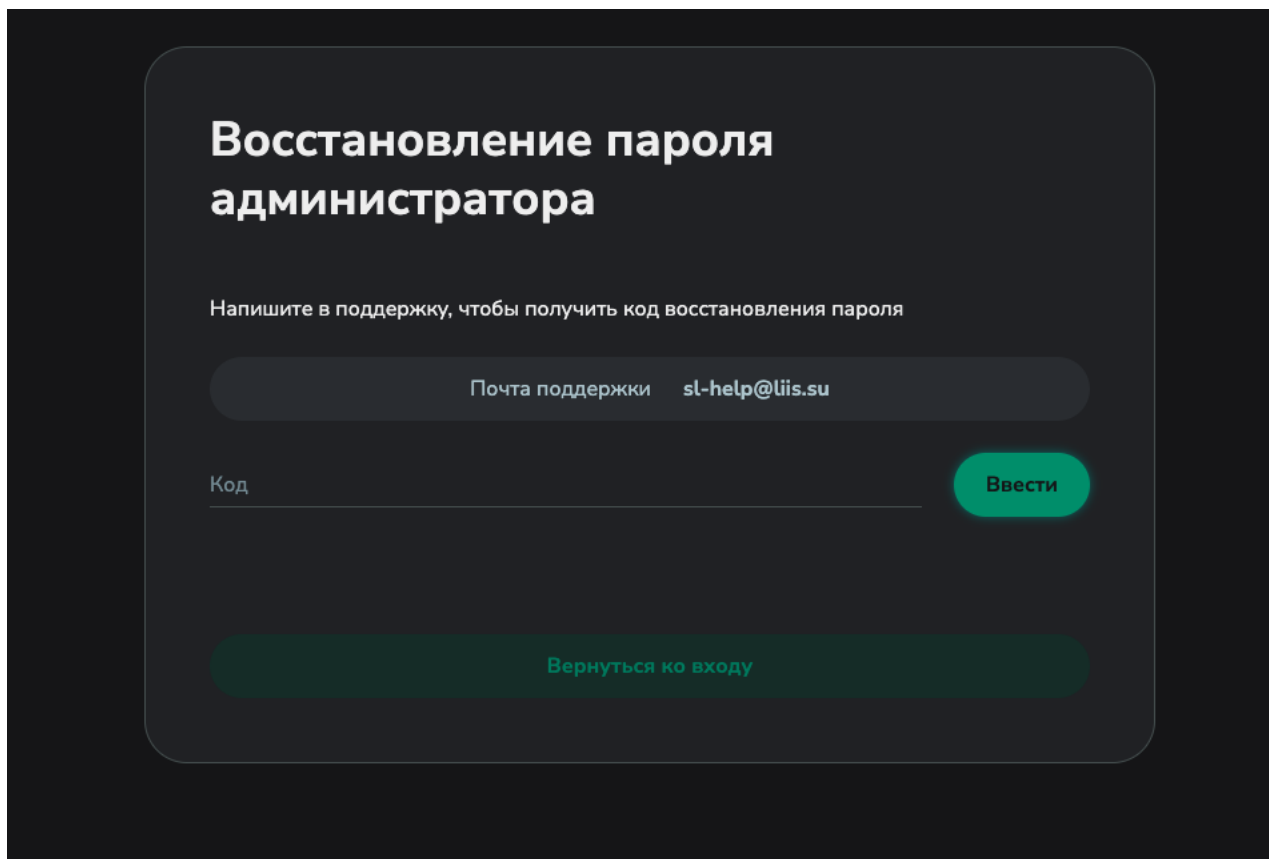 Восстановление пароля
администратора
Напишите в поддержку, чтобы получить код восстановления пароля
Почта поддержки sl-help@liis.su
Код
Ввести
Вернуться ко входу